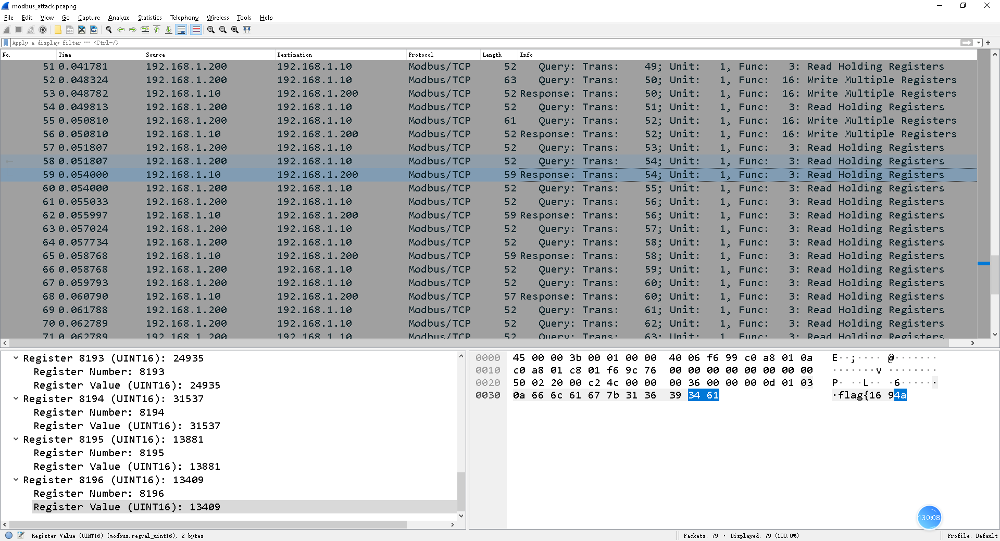 modbus_attack.pcapng
File Edit View Go Capture Analyze Statistics Telephony Wireless Tools Help
Apply a display filter ··· <Ctrl-/>
No. Time Source Destination Protocol Length Info
51 0.041781 192.168.1.200 192.168.1.10 Modbus/TCP 52 Query: Trans: 49; Unit: 1, Func: 3: Read Holding Registers
52 0.048324 192.168.1.200 192.168.1.10 Modbus/TCP 63 Query: Trans: 50; Unit: 1, Func: 16: Write Multiple Registers
53 0.048782 192.168.1.10 192.168.1.200 Modbus/TCP 52 Response: Trans: 50; Unit: 1, Func: 16: Write Multiple Registers
54 0.049813 192.168.1.200 192.168.1.10 Modbus/TCP 52 Query: Trans: 51; Unit: 1, Func: 3: Read Holding Registers
55 0.050810 192.168.1.200 192.168.1.10 Modbus/TCP 61 Query: Trans: 52; Unit: 1, Func: 16: Write Multiple Registers
56 0.050810 192.168.1.10 192.168.1.200 Modbus/TCP 52 Response: Trans: 52; Unit: 1, Func: 16: Write Multiple Registers
57 0.051807 192.168.1.200 192.168.1.10 Modbus/TCP 52 Query: Trans: 53; Unit: 1, Func: 3: Read Holding Registers
58 0.051807 192.168.1.200 192.168.1.10 Modbus/TCP 52 Query: Trans: 54; Unit: 1, Func: 3: Read Holding Registers
59 0.054000 192.168.1.10 192.168.1.200 Modbus/TCP 59 Response: Trans: 54; Unit: 1, Func: 3: Read Holding Registers
60 0.054000 192.168.1.200 192.168.1.10 Modbus/TCP 52 Query: Trans: 55; Unit: 1, Func: 3: Read Holding Registers
61 0.055033 192.168.1.200 192.168.1.10 Modbus/TCP 52 Query: Trans: 56; Unit: 1, Func: 3: Read Holding Registers
62 0.055997 192.168.1.10 192.168.1.200 Modbus/TCP 59 Response: Trans: 56; Unit: 1, Func: 3: Read Holding Registers
63 0.057024 192.168.1.200 192.168.1.10 Modbus/TCP 52 Query: Trans: 57; Unit: 1, Func: 3: Read Holding Registers
64 0.057734 192.168.1.200 192.168.1.10 Modbus/TCP 52 Query: Trans: 58; Unit: 1, Func: 3: Read Holding Registers
65 0.058768 192.168.1.10 192.168.1.200 Modbus/TCP 59 Response: Trans: 58; Unit: 1, Func: 3: Read Holding Registers
66 0.058768 192.168.1.200 192.168.1.10 Modbus/TCP 52 Query: Trans: 59; Unit: 1, Func: 3: Read Holding Registers
67 0.059793 192.168.1.200 192.168.1.10 Modbus/TCP 52 Query: Trans: 60; Unit: 1, Func: 3: Read Holding Registers
68 0.060790 192.168.1.10 192.168.1.200 Modbus/TCP 57 Response: Trans: 60; Unit: 1, Func: 3: Read Holding Registers
69 0.061788 192.168.1.200 192.168.1.10 Modbus/TCP 52 Query: Trans: 61; Unit: 1, Func: 3: Read Holding Registers
70 0.062789 192.168.1.200 192.168.1.10 Modbus/TCP 52 Query: Trans: 62; Unit: 1, Func: 3: Read Holding Registers
71 0.062789 192.168.1.200 192.168.1.10 Modbus/TCP 52 Query: Trans: 63; Unit: 1, Func: 3: Read Holding Registers
Register 8193 (UINT16): 24935
Register Number: 8193
Register Value (UINT16): 24935
Register 8194 (UINT16): 31537
Register Number: 8194
Register Value (UINT16): 31537
Register 8195 (UINT16): 13881
Register Number: 8195
Register Value (UINT16): 13881
Register 8196 (UINT16): 13409
Register Number: 8196
Register Value (UINT16): 13409
0000 45 00 00 3b 00 01 00 00 40 06 f6 99 c0 a8 01 0a E··;···· @·······
0010 c0 a8 01 c8 01 f6 9c 76 00 00 00 00 00 00 00 00 ·······v ········
0020 50 02 20 00 c2 4c 00 00 00 36 00 00 00 0d 01 03 P· ··L·· ·6······
0030 0a 66 6c 61 67 7b 31 36 39 34 61 ·flag{16 94a
130:08
Register Value (UINT16) (modbus.regval_uint16), 2 bytes
Packets: 79 · Displayed: 79 (100.0%)
Profile: Default